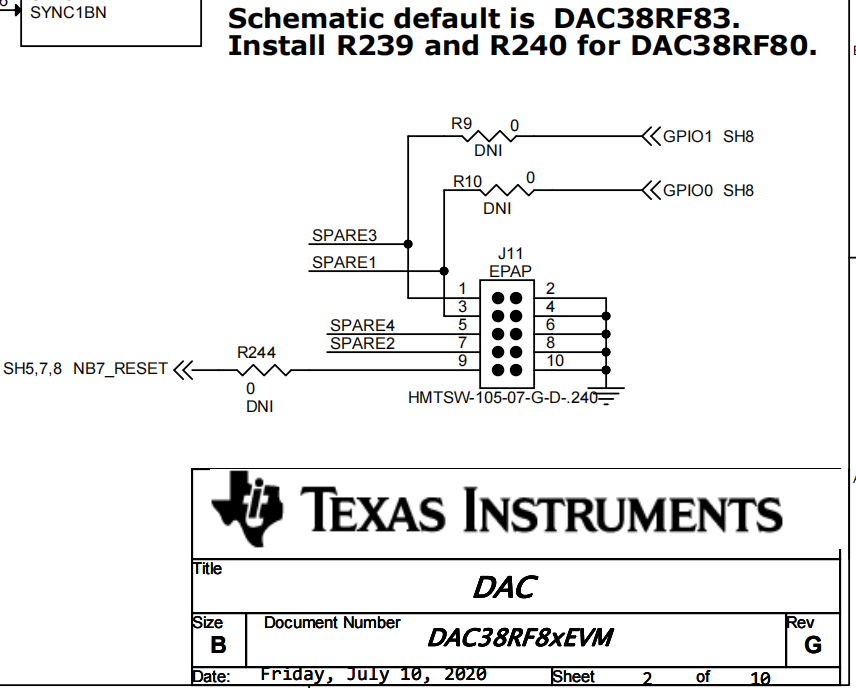 SYNC1BN
Schematic default is DAC38RF83.
Install R239 and R240 for DAC38RF80.
R9 0
DNI
GPIO1 SH8
R10 0
DNI
GPIO0 SH8
SPARE3
SPARE1
J11
EPAP
1 2
3 4
SPARE4 5 6
SPARE2 7 8
9 10
R244
SH5,7,8 NB7_RESET
0
DNI
HMTSW-105-07-G-D-.240
TEXAS INSTRUMENTS
Title
DAC
Size
B
Document Number
DAC38RF8xEVM
Rev
G
Date: Friday, July 10, 2020
Sheet 2 of 10